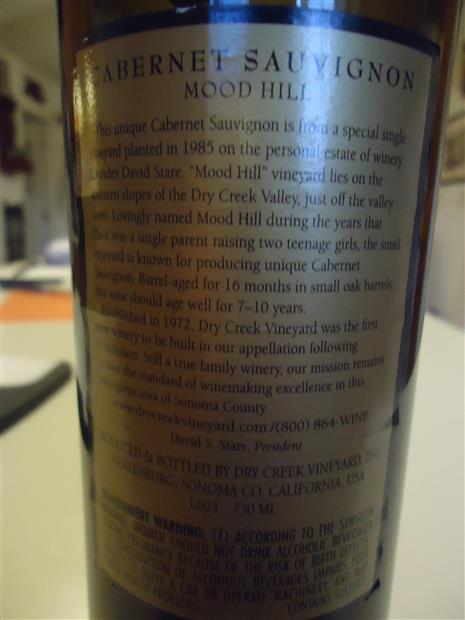 CABERNET SAUVIGNON
MOOD HILL
This unique Cabernet Sauvignon is from a special single
vineyard planted in 1985 on the personal estate of winery
founder David Stare. "Mood Hill" vineyard lies on the
western slopes of the Dry Creek Valley, just off the valley
floor. Lovingly named Mood Hill during the years that
Dave was a single parent raising two teenage girls, the small
vineyard is known for producing unique Cabernet
Sauvignon. Barrel-aged for 16 months in small oak barrels,
this wine should age well for 7–10 years.
Established in 1972, Dry Creek Vineyard was the first
new winery to be built in our appellation following
Prohibition. Still a true family winery, our mission remains
the standard of winemaking excellence in this
prestigious area of Sonoma County
www.drycreekvineyard.com/(800) 864-WINE
David S. Stare, President
PRODUCED & BOTTLED BY DRY CREEK VINEYARD, INC.
HEALDSBURG, SONOMA CO. CALIFORNIA, USA
L603 750 ML
GOVERNMENT WARNING: (1) ACCORDING TO THE SURGEON
GENERAL, WOMEN SHOULD NOT DRINK ALCOHOLIC BEVERAGES
DURING PREGNANCY BECAUSE OF THE RISK OF BIRTH DEFECTS.
CONSUMPTION OF ALCOHOLIC BEVERAGES IMPAIRS YOUR
TO DRIVE A CAR OR OPERATE MACHINERY, AND MAY
HEALTH PROBLEMS CONTAINS SULFITES